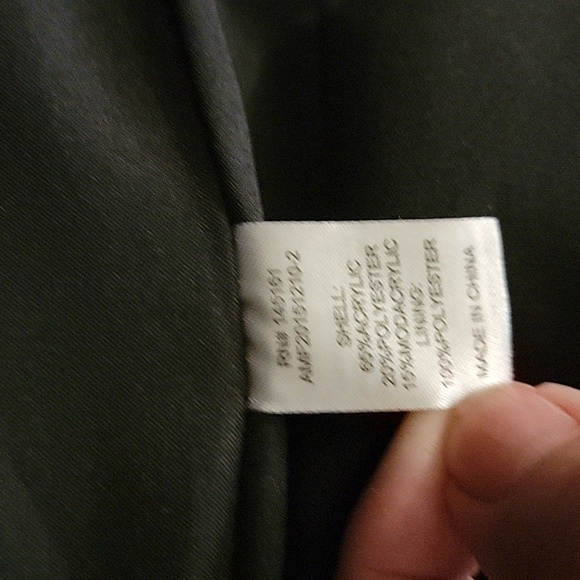 RN# 145161
AMF20151210-2
SHELL:
65%ACRYLIC
20%POLYESTER
15%MODACRYLIC
LINING:
100%POLYESTER
MADE IN CHINA